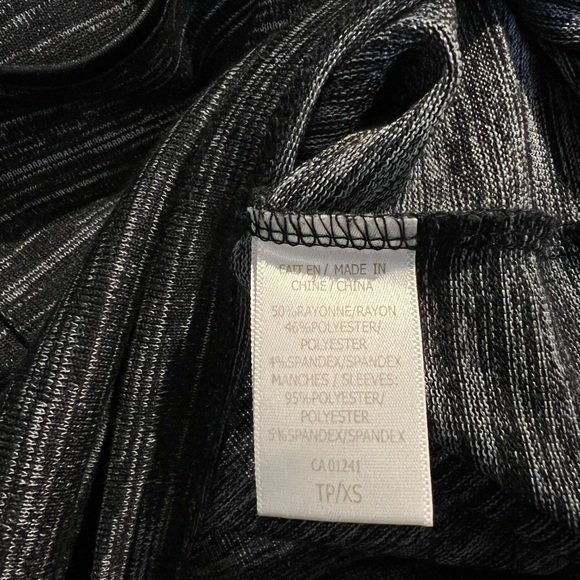 FAIT EN / MADE IN
CHINE / CHINA
50%RAYONNE/RAYON
46%POLYESTER/
POLYESTER
4%SPANDEX/SPANDEX
MANCHES / SLEEVES:
95%POLYESTER/
POLYESTER
5%SPANDEX/SPANDEX
CA 01241
TP/XS